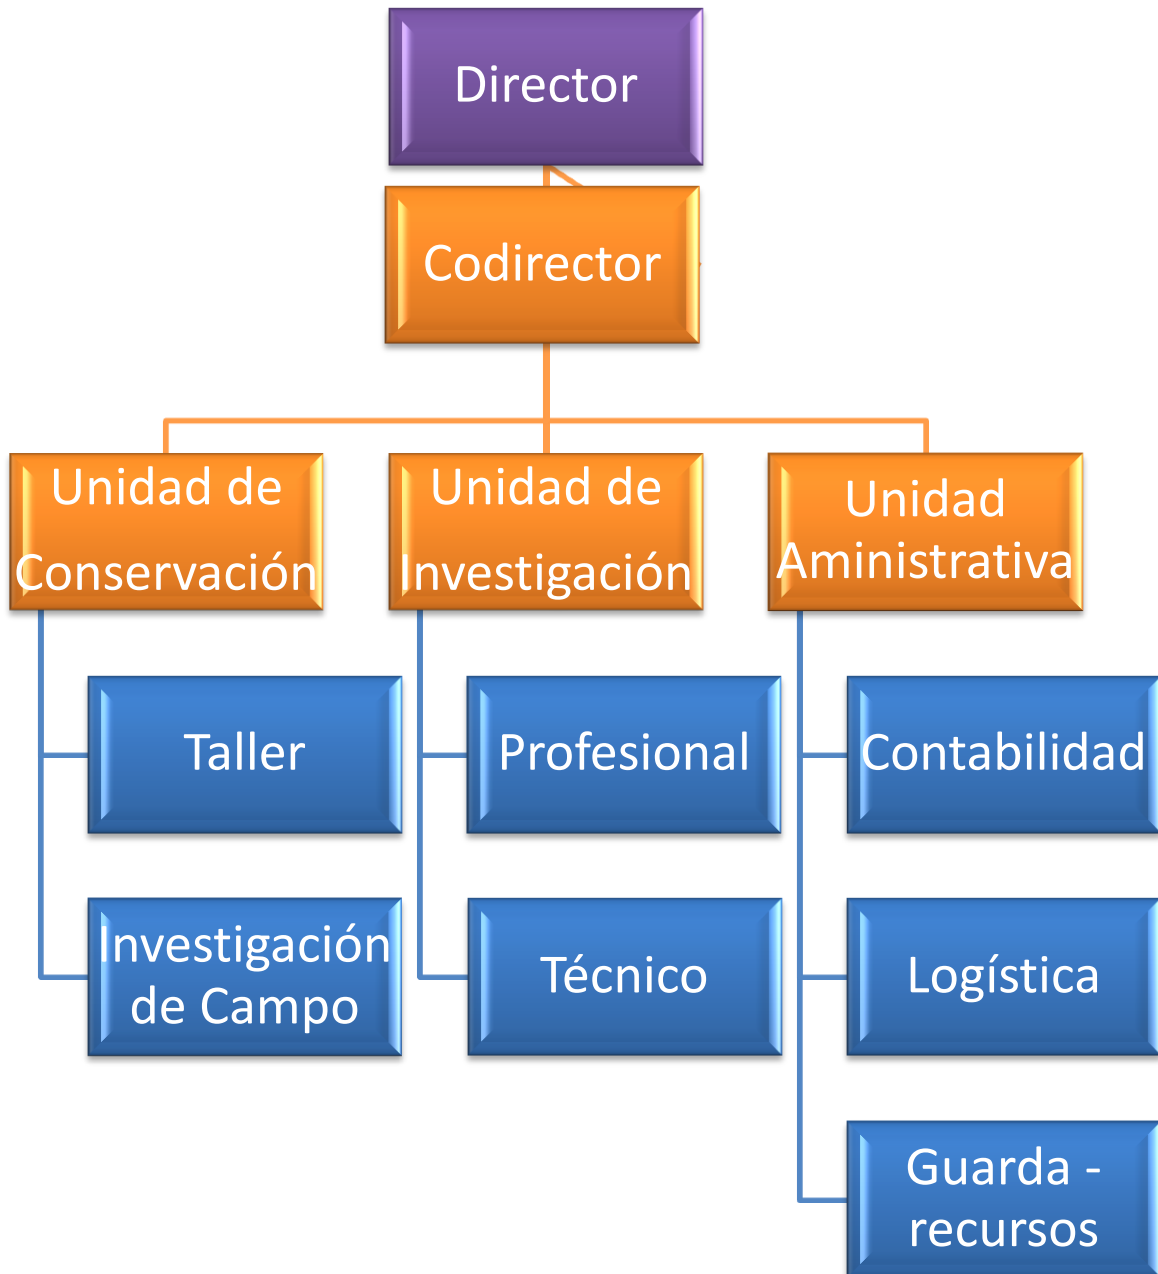 Director
Codirector
Unidad de
Conservación
Unidad de
Investigación
Unidad
Aministrativa
Taller
Profesional
Contabilidad
Investigación
de Campo
Técnico
Logística
Guarda -
recursos